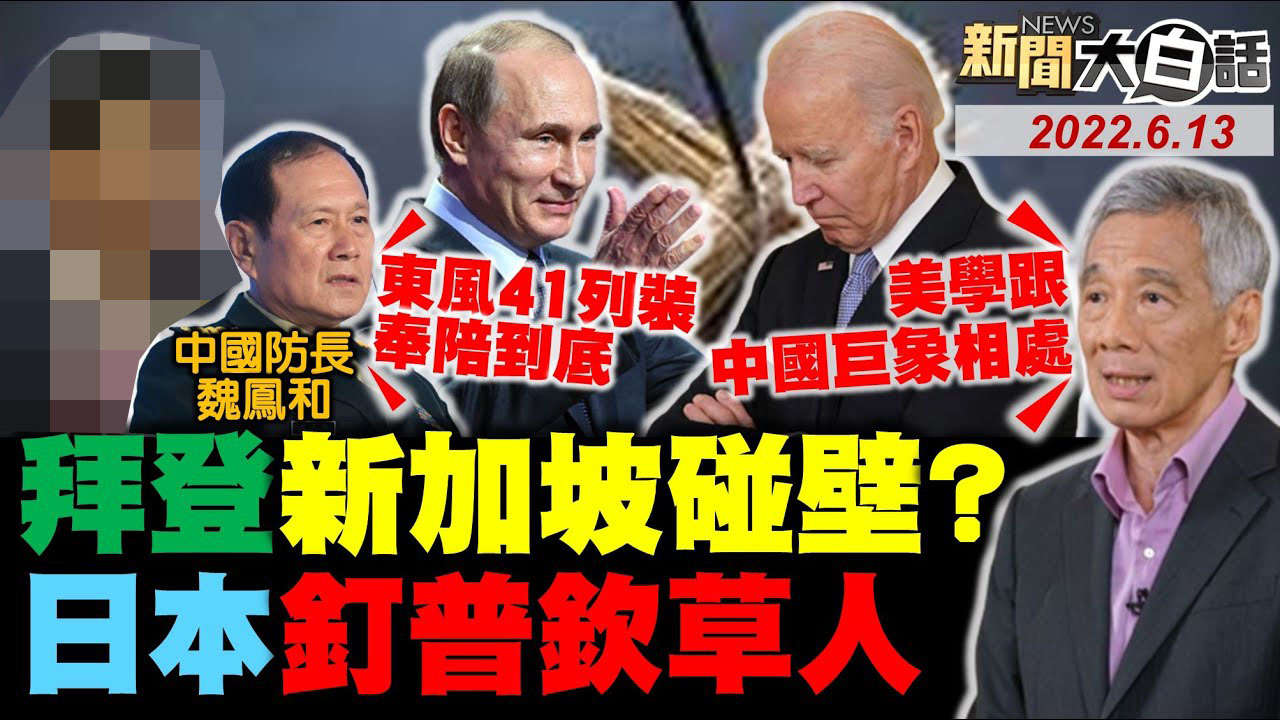 NEWS
新聞大白話
2022.6.13
東風41列裝
奉陪到底
美學跟
中國巨象相處
中國防長
魏鳳和
拜登新加坡碰壁?
日本釘普欽草人